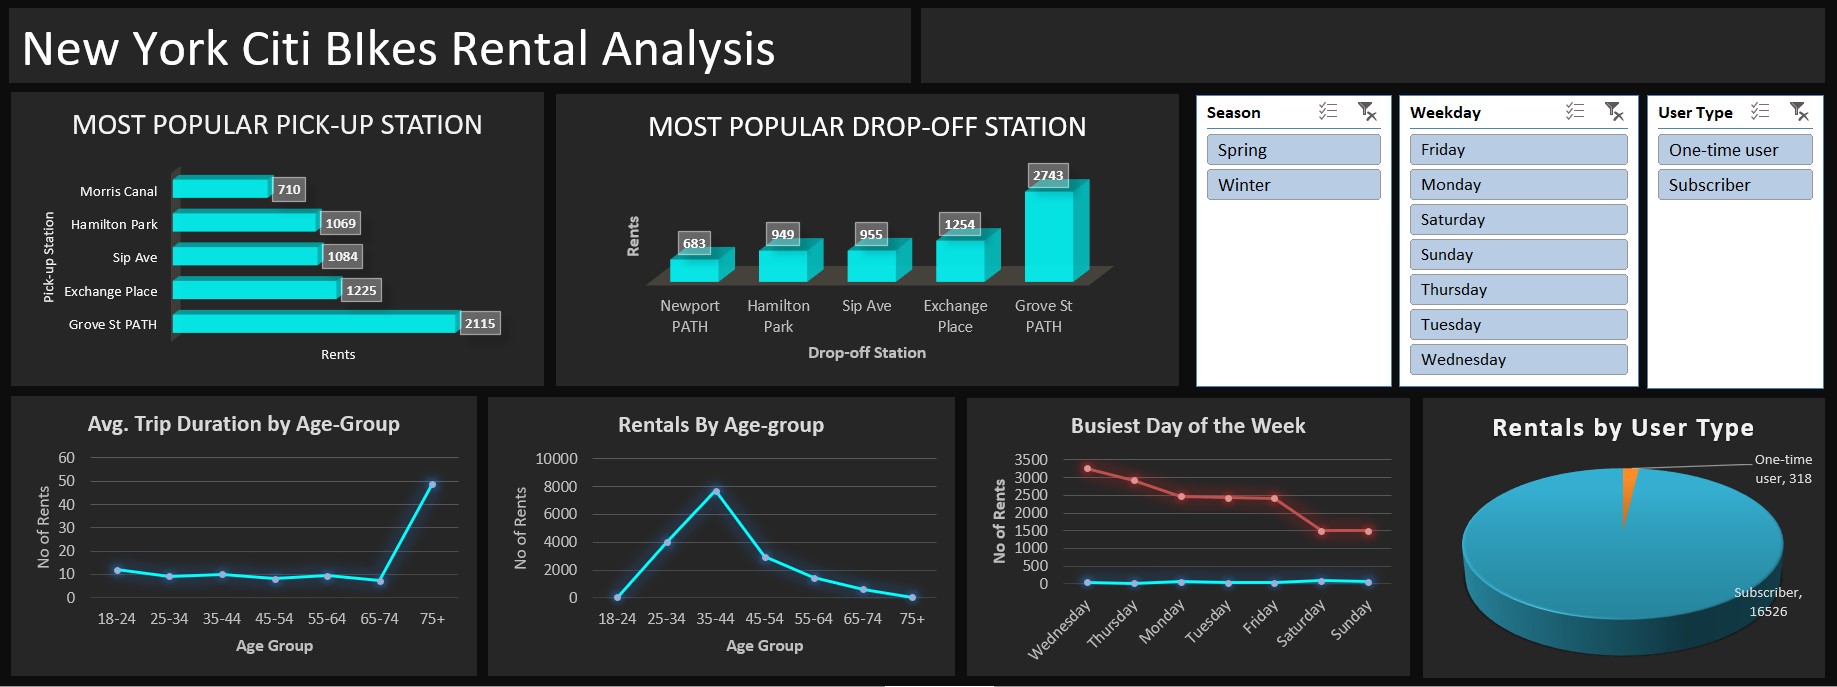 New York Citi BIkes Rental Analysis
MOST POPULAR PICK-UP STATION
Pick-up Station
Morris Canal
710
Hamilton Park
1069
Sip Ave
1084
Exchange Place
1225
Grove St PATH
2115
Rents
MOST POPULAR DROP-OFF STATION
Rents
683
949
955
1254
2743
Newport
PATH
Hamilton
Park
Sip Ave
Exchange
Place
Grove St
PATH
Drop-off Station
Season
Spring
Winter
Weekday
Friday
Monday
Saturday
Sunday
Thursday
Tuesday
Wednesday
User Type
One-time user
Subscriber
Avg. Trip Duration by Age-Group
No of Rents
60
50
40
30
20
10
0
18-24 25-34 35-44 45-54 55-64 65-74 75+
Age Group
Rentals By Age-group
No of Rents
10000
8000
6000
4000
2000
0
18-24 25-34 35-44 45-54 55-64 65-74 75+
Age Group
Busiest Day of the Week
No of Rents
3500
3000
2500
2000
1500
1000
500
0
Wednesday
Thursday
Monday
Tuesday
Friday
Saturday
Sunday
Rentals by User Type
One-time
user, 318
Subscriber,
16526